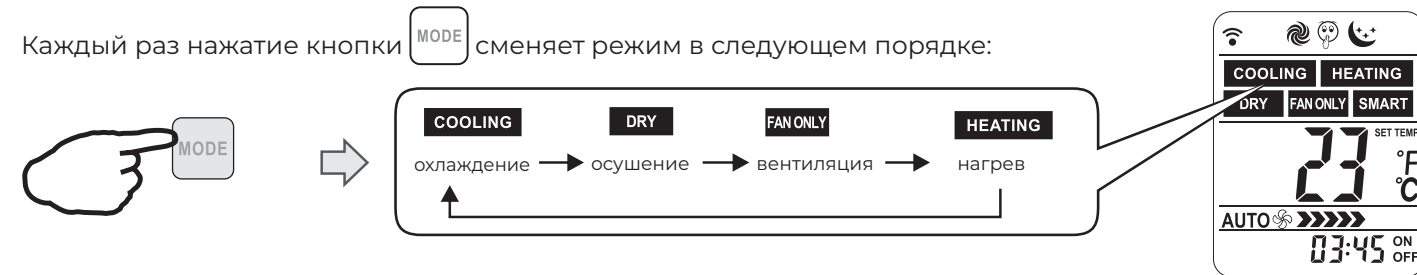 Каждый раз нажатие кнопки MODE сменяет режим в следующем порядке:
MODE
COOLING DRY FAN ONLY HEATING
охлаждение осушение вентиляция нагрев
COOLING HEATING
DRY FAN ONLY SMART
23 SET TEMP
°F
°C
AUTO
03:45 ON
OFF